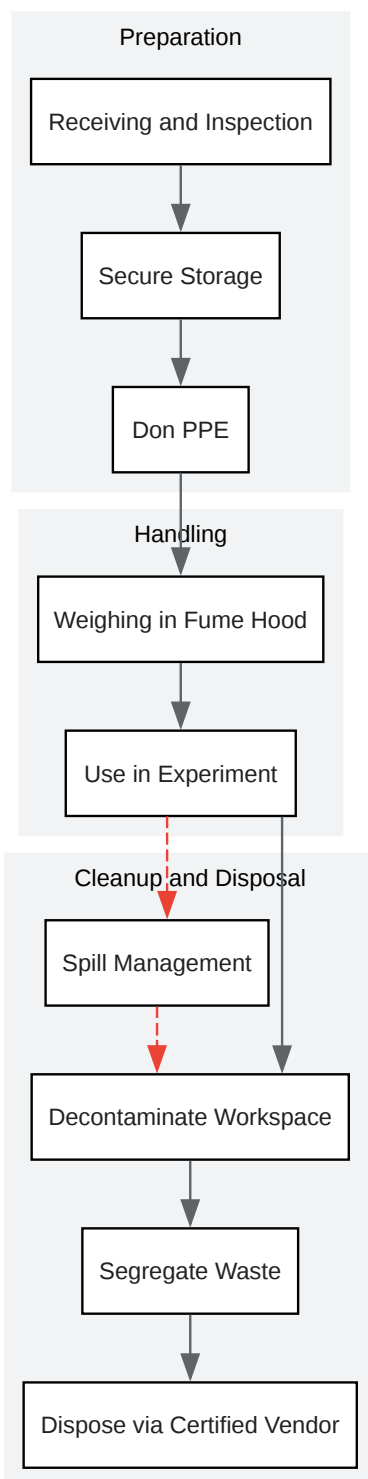 Preparation
Receiving and Inspection
Secure Storage
Don PPE
Handling
Weighing in Fume Hood
Use in Experiment
Cleanup and Disposal
Spill Management
Decontaminate Workspace
Segregate Waste
Dispose via Certified Vendor